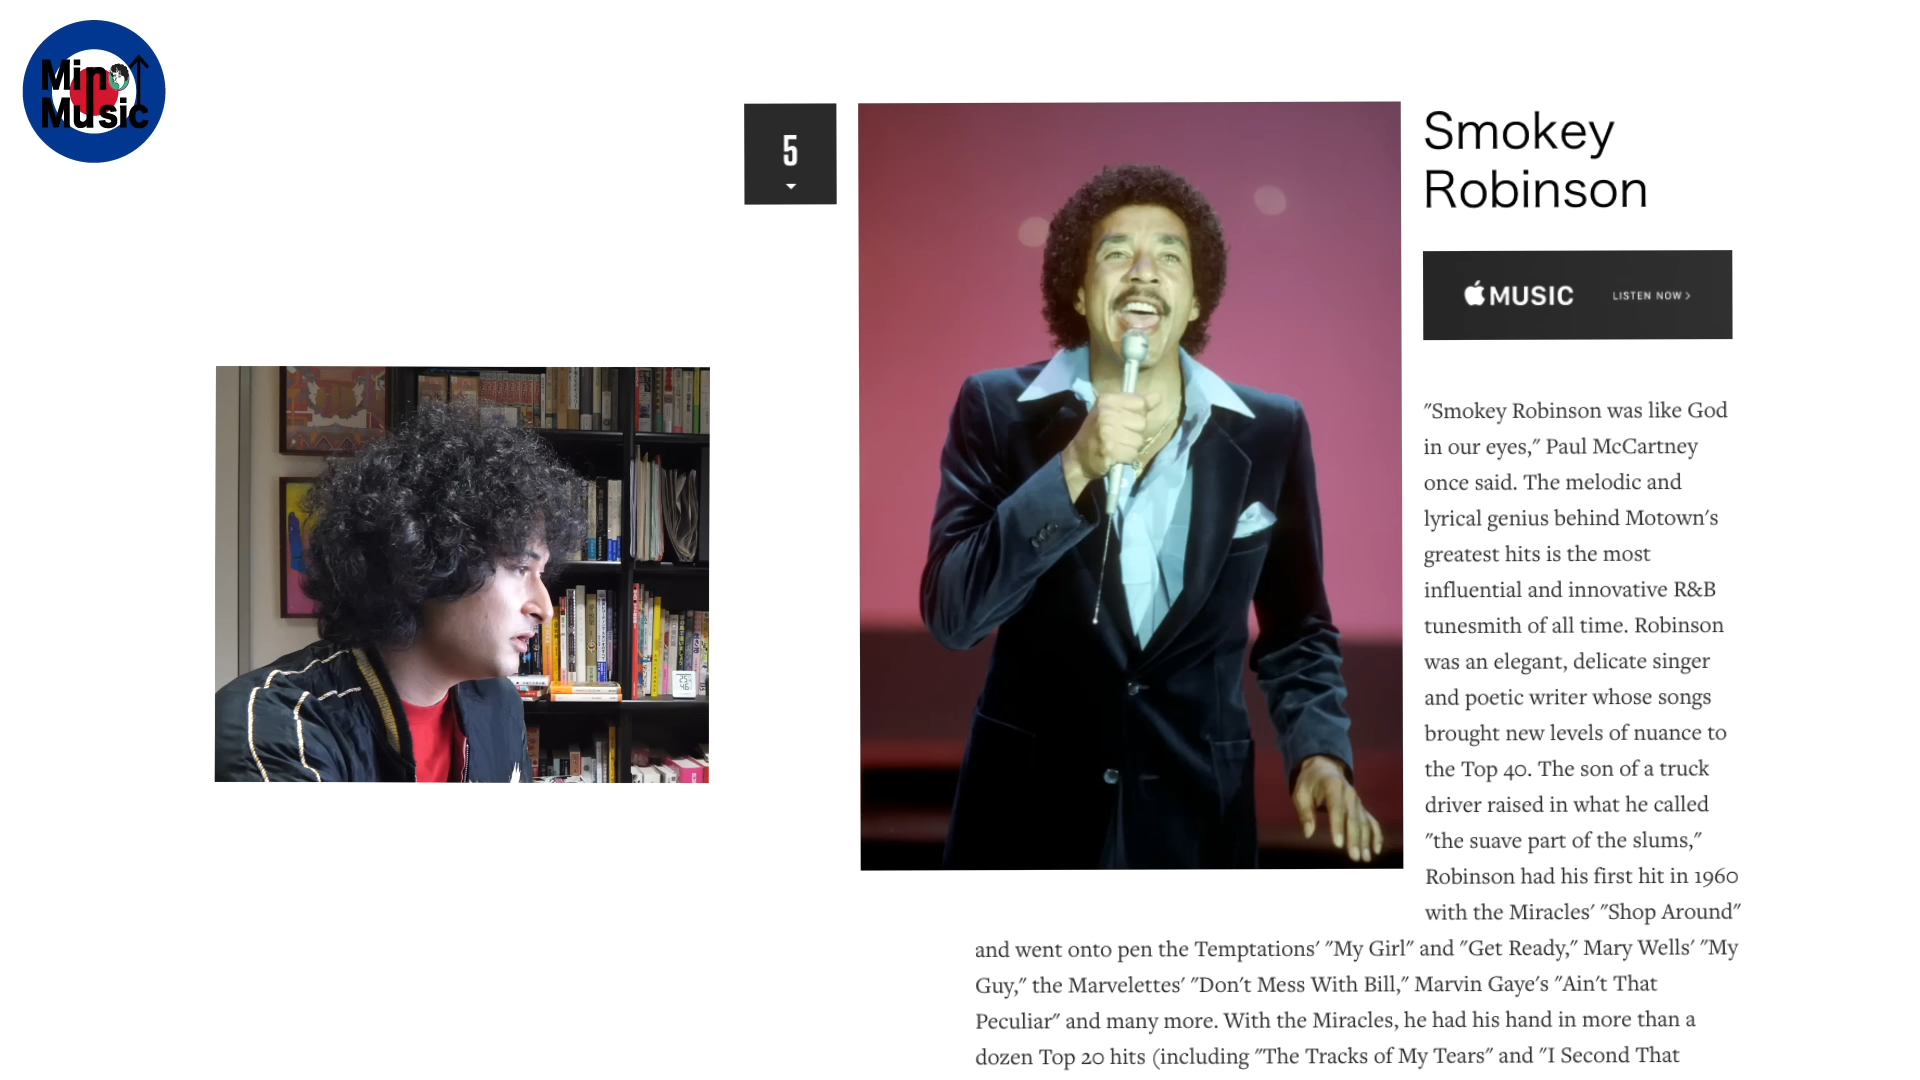 Mino
Music
5
Smokey
Robinson
MUSIC
LISTEN NOW >
"Smokey Robinson was like God
in our eyes," Paul McCartney
once said. The melodic and
lyrical genius behind Motown's
greatest hits is the most
influential and innovative R&B
tunesmith of all time. Robinson
was an elegant, delicate singer
and poetic writer whose songs
brought new levels of nuance to
the Top 40. The son of a truck
driver raised in what he called
"the suave part of the slums,"
Robinson had his first hit in 1960
with the Miracles' "Shop Around"
and went onto pen the Temptations' "My Girl" and "Get Ready," Mary Wells' "My
Guy," the Marvelettes' "Don't Mess With Bill," Marvin Gaye's "Ain't That
Peculiar" and many more. With the Miracles, he had his hand in more than a
dozen Top 20 hits (including "The Tracks of My Tears" and "I Second That